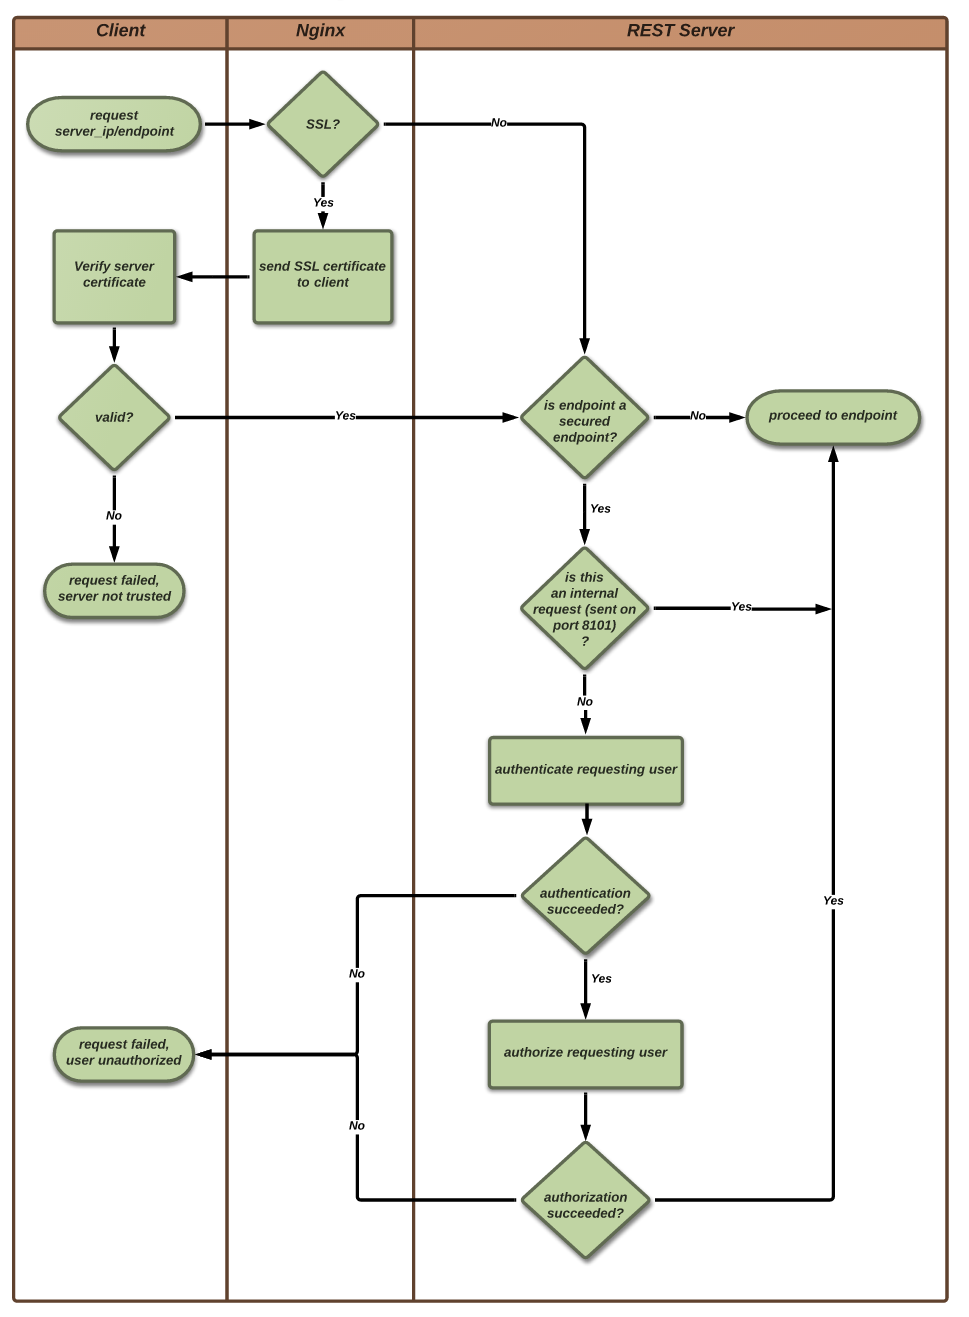 Client
Nginx
REST Server
request
server_ip/endpoint
SSL?
No
Yes
Verify server
certificate
send SSL certificate
to client
valid?
Yes
is endpoint a
secured
endpoint?
No
proceed to endpoint
Yes
No
request failed,
server not trusted
is this
an internal
request (sent on
port 8101)
?
Yes
No
authenticate requesting user
authentication
succeeded?
Yes
No
Yes
request failed,
user unauthorized
authorize requesting user
No
authorization
succeeded?